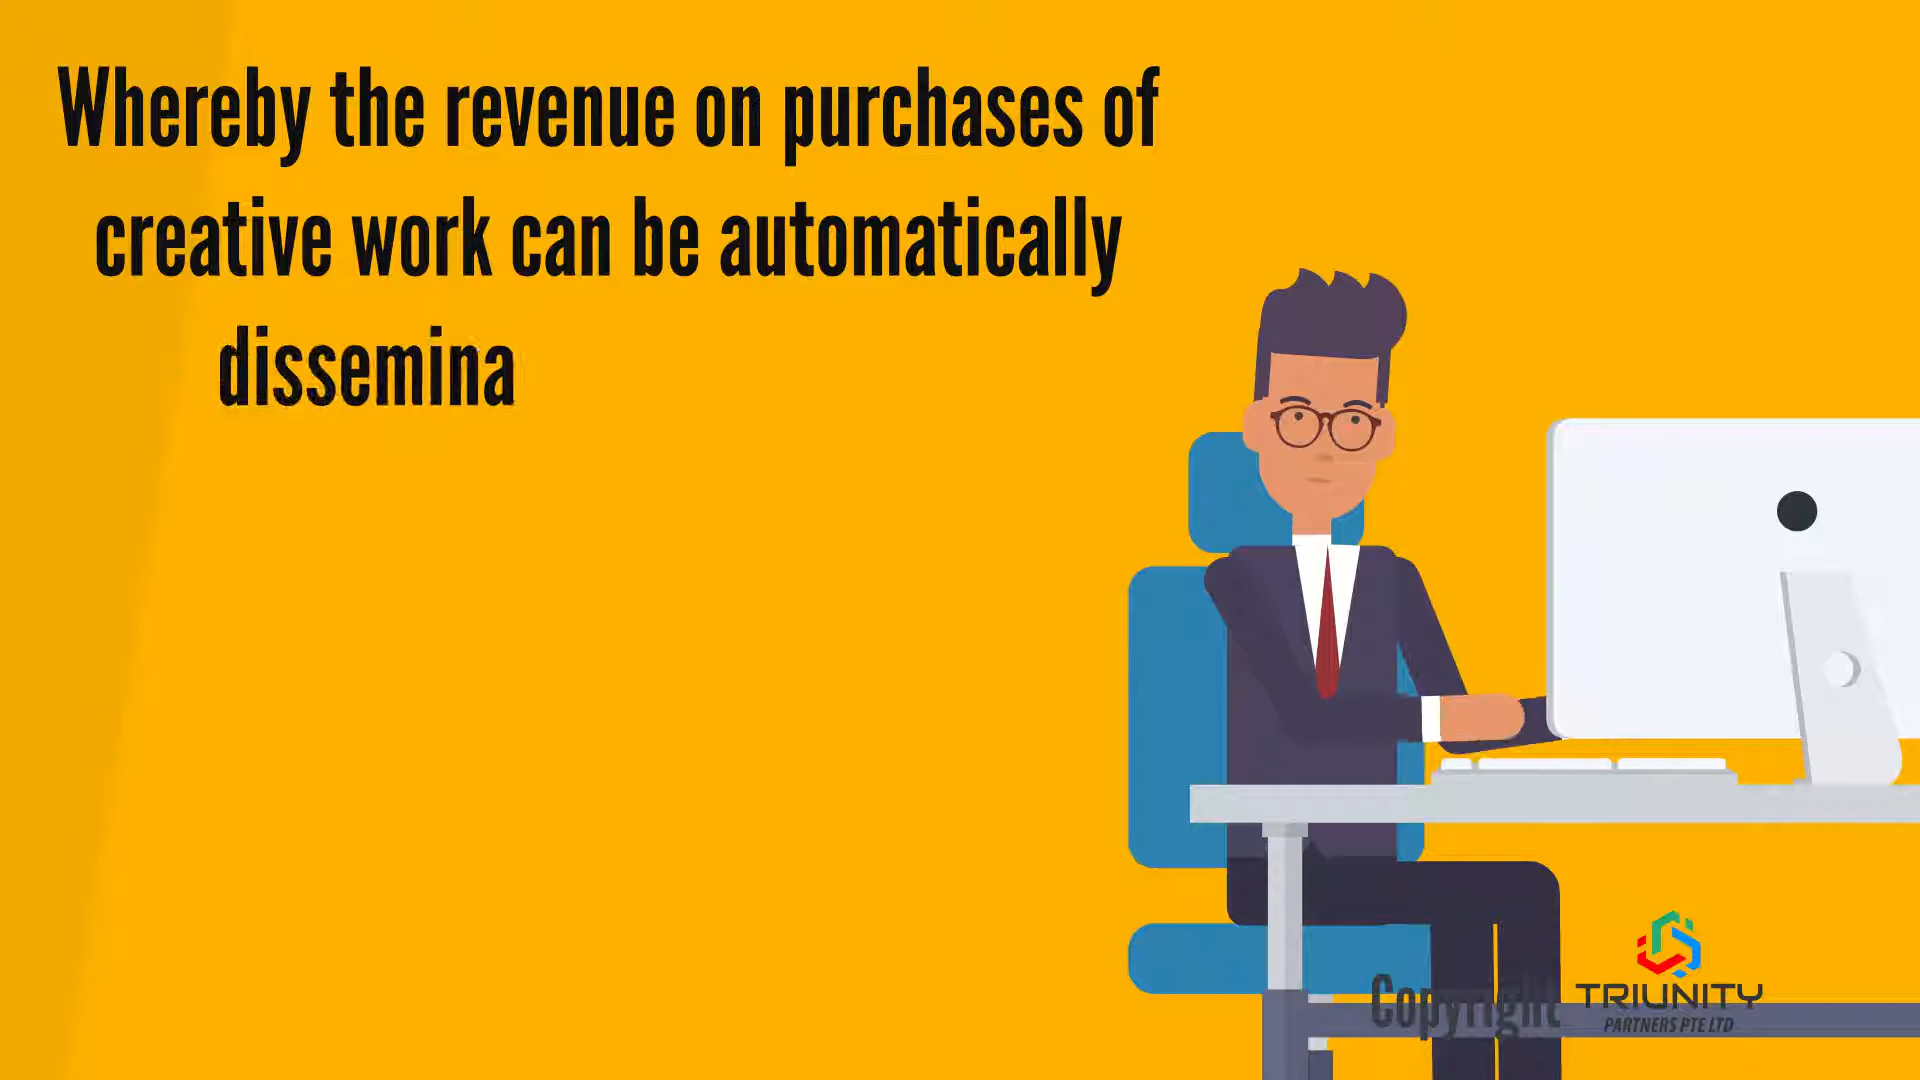 Whereby the revenue on purchases of
creative work can be automatically
dissemina
Copyright
TRIUNITY
PARTNERS PTE LTD